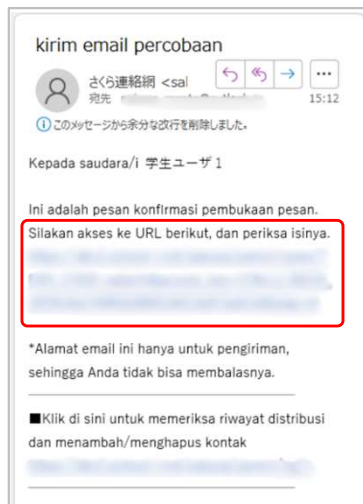 kirim email percobaan
さくら連絡網 <sal
宛先
15:12
このメッセージから余分な改行を削除しました。
Kepada saudara/i 学生ユーザ1
Ini adalah pesan konfirmasi pembukaan pesan.
Silakan akses ke URL berikut, dan periksa isinya.
*Alamat email ini hanya untuk pengiriman,
sehingga Anda tidak bisa membalasnya.
■Klik di sini untuk memeriksa riwayat distribusi
dan menambah/menghapus kontak